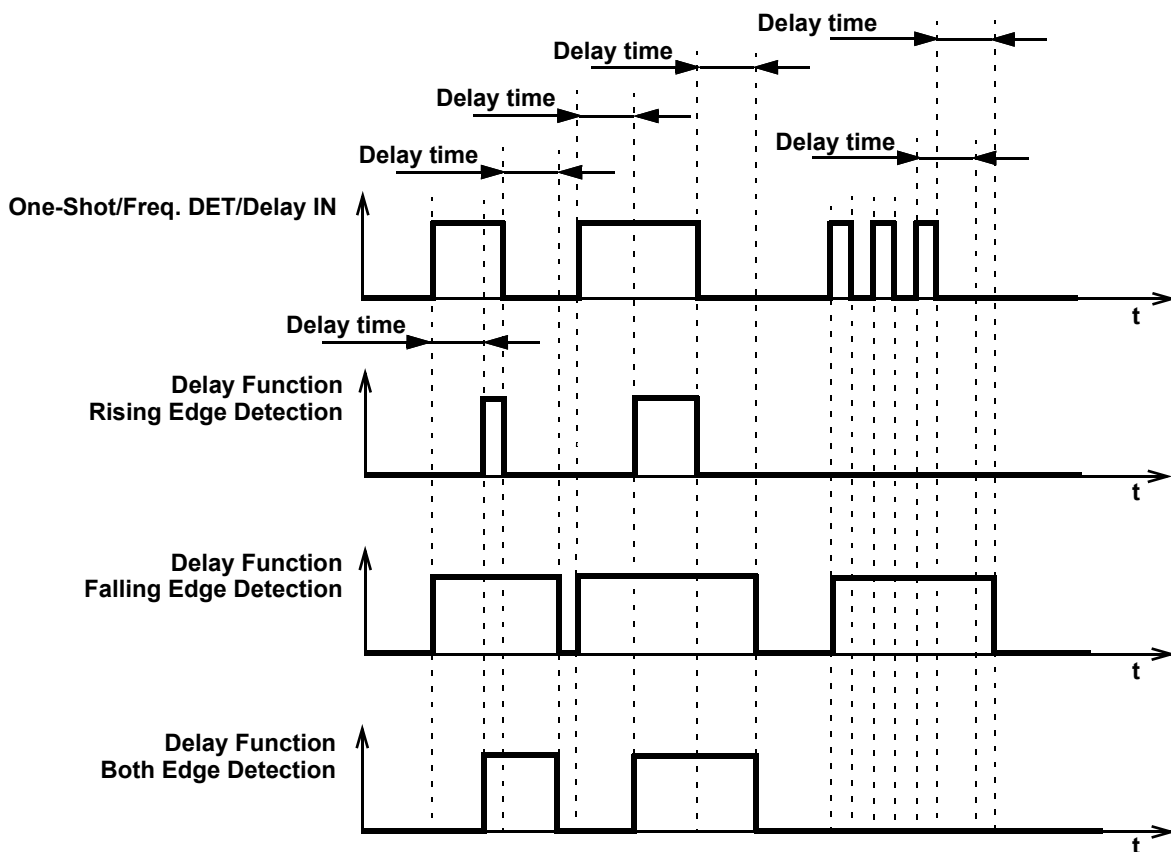 Delay time
Delay time
Delay time
Delay time
Delay time
One-Shot/Freq. DET/Delay IN
t
Delay time
Delay Function
Rising Edge Detection
t
Delay Function
Falling Edge Detection
t
Delay Function
Both Edge Detection
t